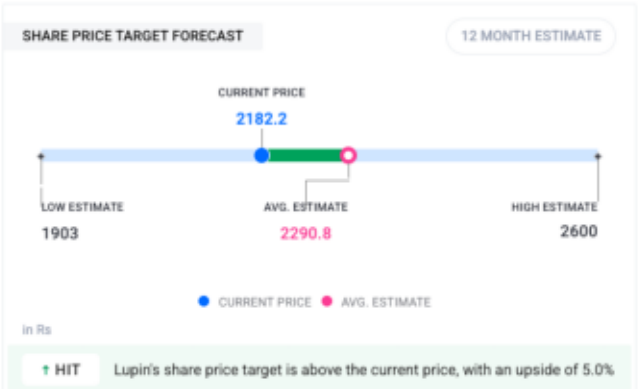 SHARE PRICE TARGET FORECAST
12 MONTH ESTIMATE
CURRENT PRICE
2182.2
LOW ESTIMATE
AVG. ESTIMATE
HIGH ESTIMATE
1903
2290.8
2600
CURRENT PRICE
AVG. ESTIMATE
in Rs
↑ HIT
Lupin's share price target is above the current price, with an upside of 5.0%